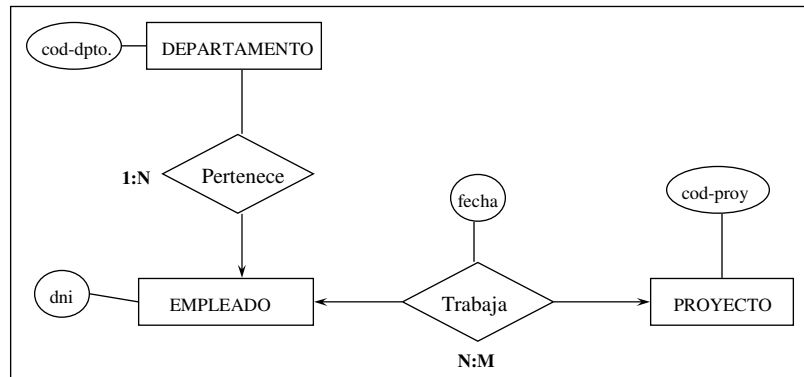 cod-dpto.
DEPARTAMENTO
1:N
Pertenece
fecha
cod-proy
dni
EMPLEADO
Trabaja
PROYECTO
N:M